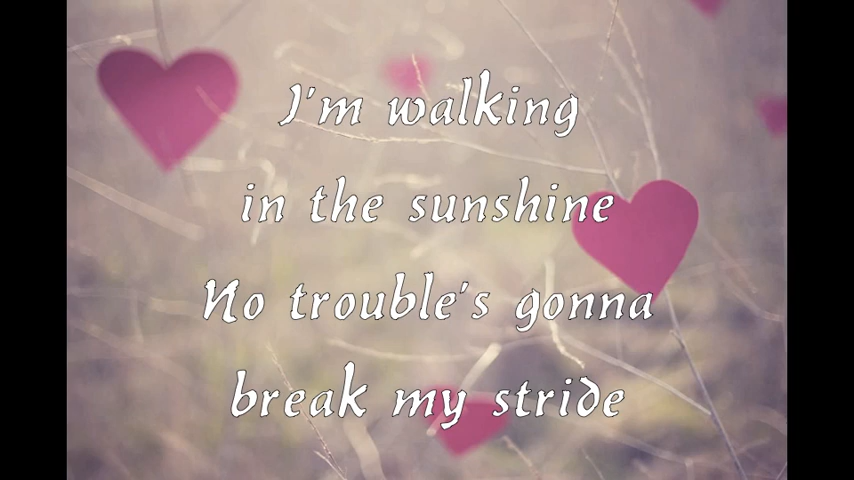 I'm walking
in the sunshine
No trouble's gonna
break my stride